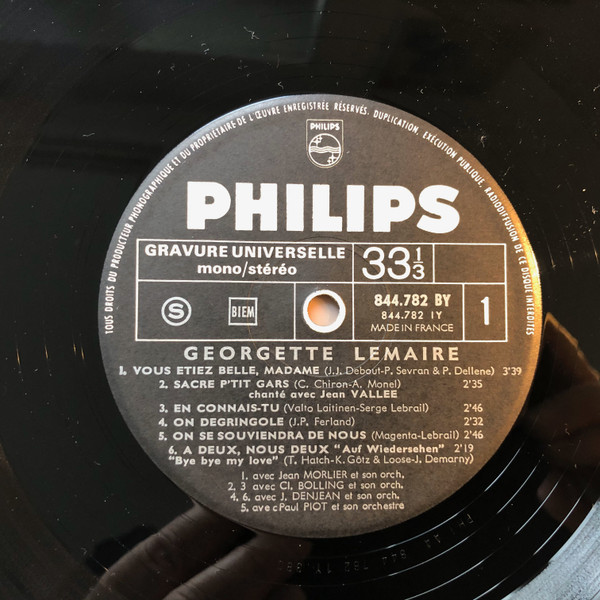 TOUS DROITS DU PRODUCTEUR PHONOGRAPHIQUE ET DU PROPRIÉTAIRE DE L'ŒUVRE ENREGISTRÉE RÉSERVÉS. DUPLICATION, EXÉCUTION PUBLIQUE, RADIODIFFUSION DE CE DISQUE INTERDITES
PHILIPS
PHILIPS
GRAVURE UNIVERSELLE
mono/stéréo
33 1/3
S
BIEM
844.782 BY
844.782 IY
MADE IN FRANCE
1
GEORGETTE LEMAIRE
1. VOUS ETIEZ BELLE, MADAME (J.J. Debout-P. Sevran & P. Dellene) 3'39
2. SACRE P'TIT GARS (C. Chiron-A. Monel) 2'35
chanté avec Jean VALLEE
3. EN CONNAIS-TU (Valto Laitinen-Serge Lebrail) 2'46
4. ON DEGRINGOLE (J.P. Ferland) 2'32
5. ON SE SOUVIENDRA DE NOUS (Magenta-Lebrail) 2'46
6. A DEUX, NOUS DEUX "Auf Wiedersehen" 2'19
"Bye bye my love" (T. Hatch-K. Götz & Loose-J. Demarny)
1. avec Jean MORLIER et son orch.
2, 3 avec Cl. BOLLING et son orch.
4, 6, avec J. DENJEAN et son orch.
5. avec Paul PIOT et son orchestre